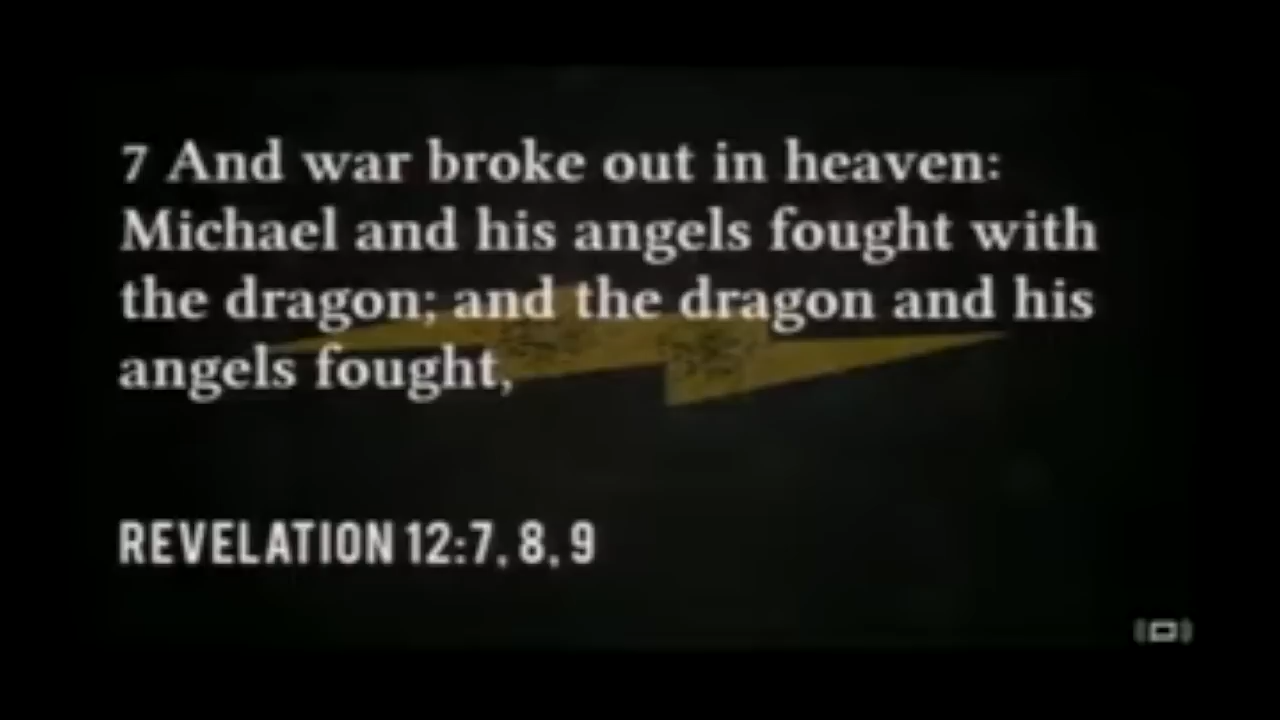 7 And war broke out in heaven:
Michael and his angels fought with
the dragon; and the dragon and his
angels fought,
REVELATION 12:7, 8, 9